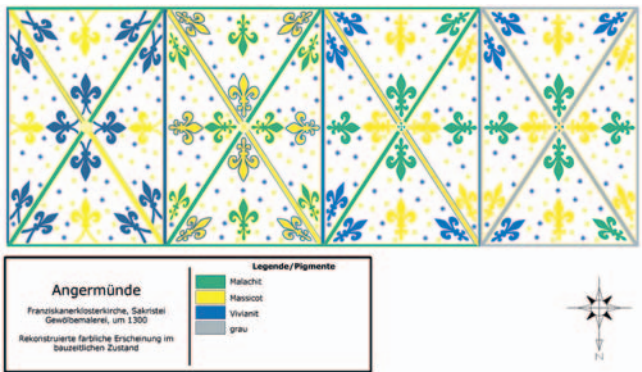 Angermünde
Franziskanerklosterkirche, Sakristei
Gewölbemalerei, um 1300
Rekonstruierte farbliche Erscheinung im
bauzeitlichen Zustand
Legende/Pigmente
Malachit
Massicot
Vivianit
grau
N